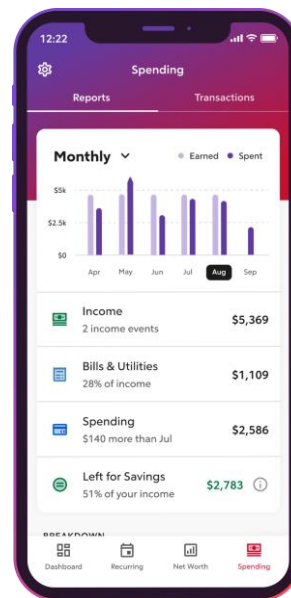 12:22
Spending
Reports Transactions
Monthly Earned Spent
$5k
$2.5k
$0
Apr May Jun Jul Aug Sep
Income
2 income events
$5,369
Bills & Utilities
28% of income
$1,109
Spending
$140 more than Jul
$2,586
Left for Savings
51% of your income
$2,783
BREAKDOWN
Dashboard Recurring Net Worth Spending